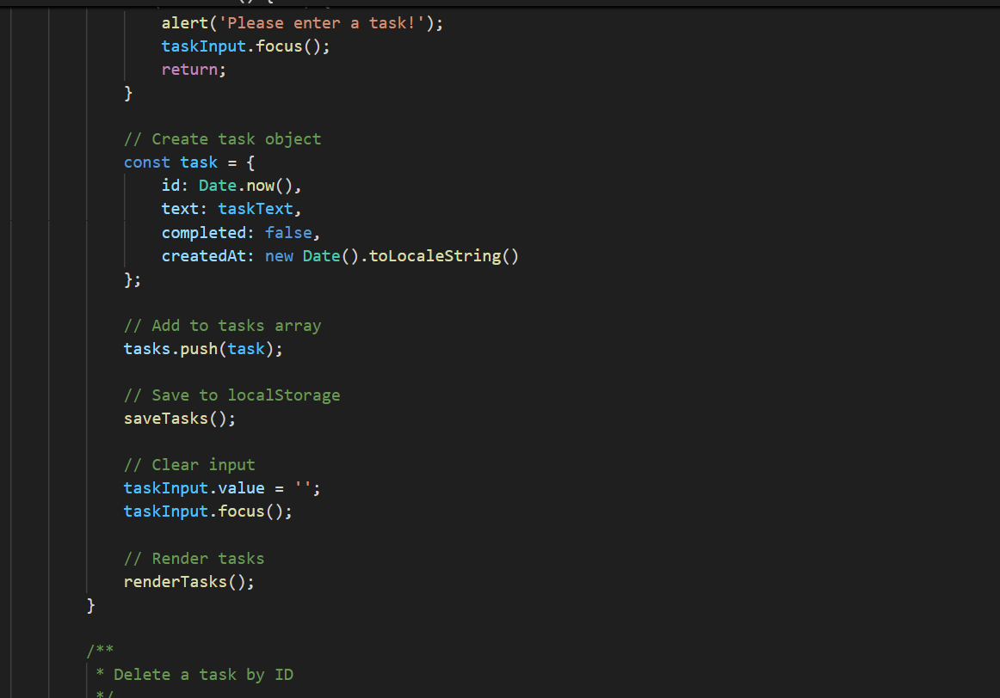 alert('Please enter a task!');
taskInput.focus();
return;
}
// Create task object
const task = {
id: Date.now(),
text: taskText,
completed: false,
createdAt: new Date().toLocaleString()
};
// Add to tasks array
tasks.push(task);
// Save to localStorage
saveTasks();
// Clear input
taskInput.value = '';
taskInput.focus();
// Render tasks
renderTasks();
}
/**
* Delete a task by ID
*/